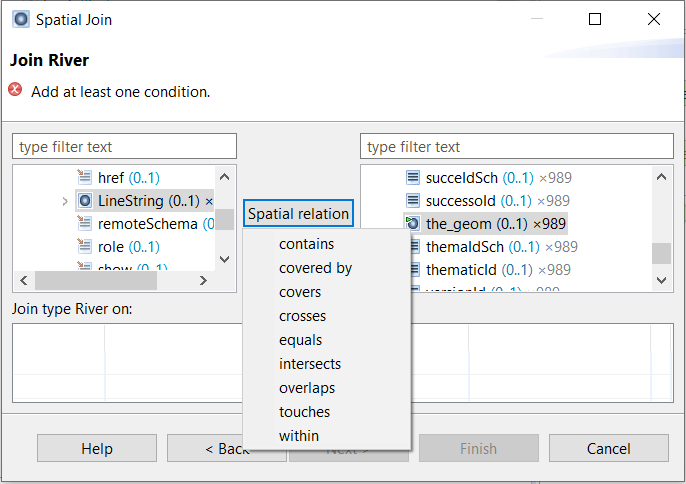 Spatial Join
Join River
Add at least one condition.
type filter text
href (0..1)
LineString (0..1) ×
remoteSchema (0
role (0..1)
show (0..1)
Spatial relation
contains
covered by
covers
crosses
equals
intersects
overlaps
touches
within
type filter text
succeIdSch (0..1) ×989
successoId (0..1) ×989
the_geom (0..1) ×989
themaIdSch (0..1) ×989
thematicId (0..1) ×989
versionId (0..1) ×989
Join type River on:
Help
< Back
Next >
Finish
Cancel